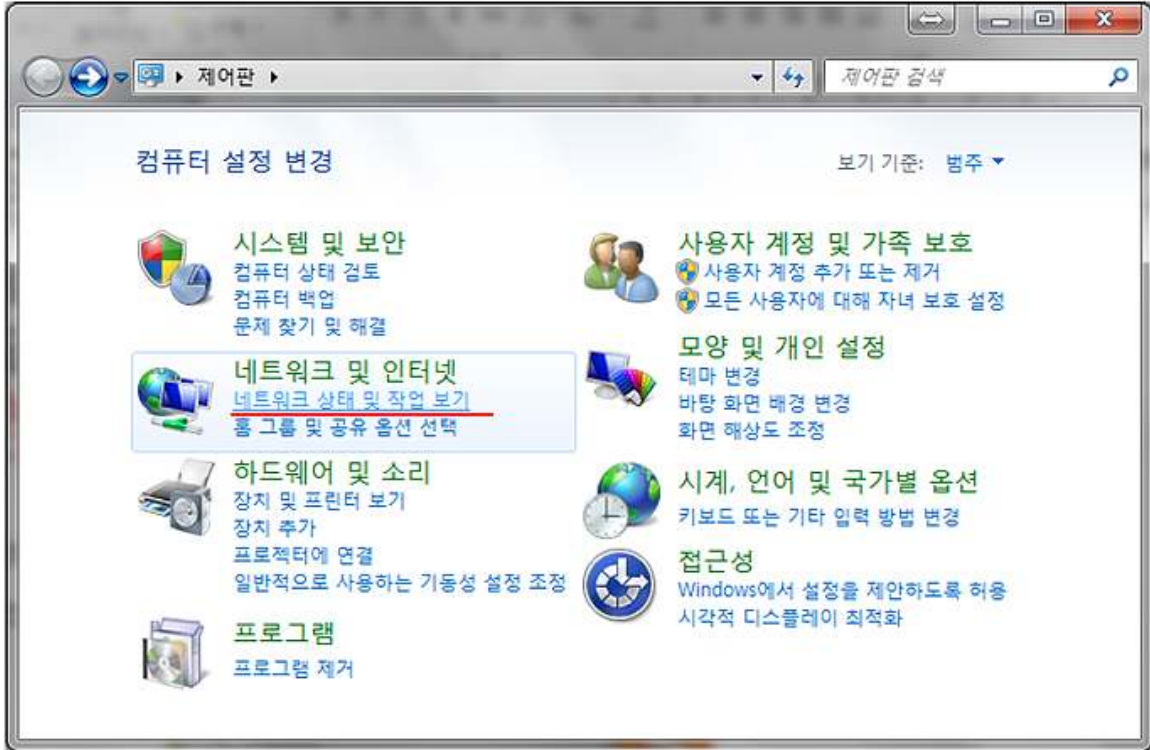 제어판
제어판 검색
컴퓨터 설정 변경
보기 기준: 범주
시스템 및 보안
컴퓨터 상태 검토
컴퓨터 백업
문제 찾기 및 해결
네트워크 및 인터넷
네트워크 상태 및 작업 보기
홈 그룹 및 공유 옵션 선택
하드웨어 및 소리
장치 및 프린터 보기
장치 추가
프로젝터에 연결
일반적으로 사용하는 기동성 설정 조정
프로그램
프로그램 제거
사용자 계정 및 가족 보호
사용자 계정 추가 또는 제거
모든 사용자에 대해 자녀 보호 설정
모양 및 개인 설정
테마 변경
바탕 화면 배경 변경
화면 해상도 조정
시계, 언어 및 국가별 옵션
키보드 또는 기타 입력 방법 변경
접근성
Windows에서 설정을 제안하도록 허용
시각적 디스플레이 최적화